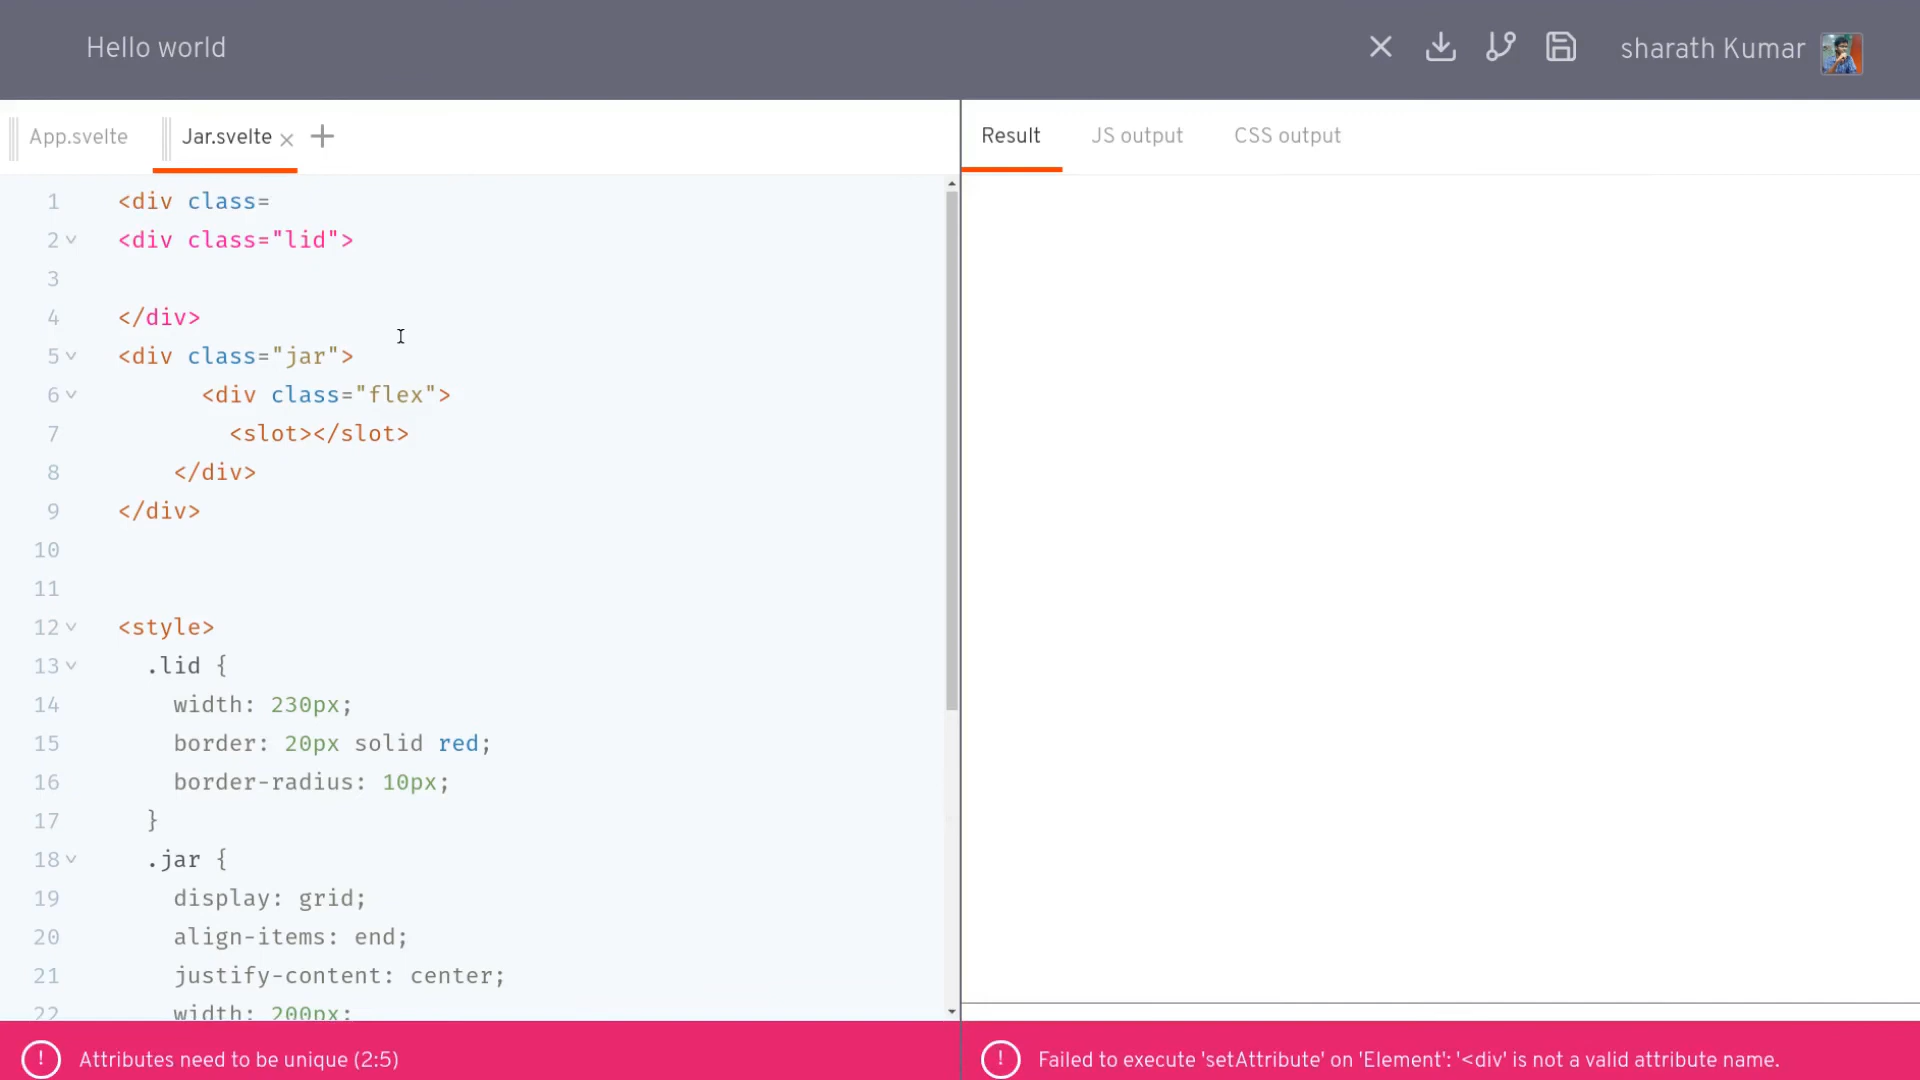 Hello world
sharath Kumar
App.svelte
Jar.svelte
Result
JS output
CSS output
1 <div class=
2 <div class="lid">
3
4 </div>
5 <div class="jar">
6 <div class="flex">
7 <slot></slot>
8 </div>
9 </div>
10
11
12 <style>
13 .lid {
14 width: 230px;
15 border: 20px solid red;
16 border-radius: 10px;
17 }
18 .jar {
19 display: grid;
20 align-items: end;
21 justify-content: center;
22 width: 200px;
! Attributes need to be unique (2:5)
! Failed to execute 'setAttribute' on 'Element': '<div' is not a valid attribute name.